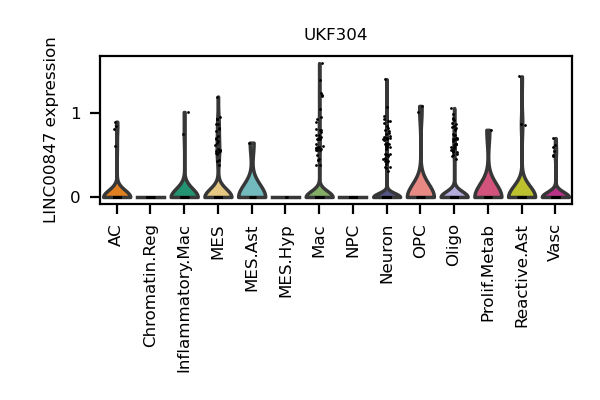 UKF304
LINC00847 expression
1
0
AC
Chromatin.Reg
Inflammatory.Mac
MES
MES.Ast
MES.Hyp
Mac
NPC
Neuron
OPC
Oligo
Prolif.Metab
Reactive.Ast
Vasc